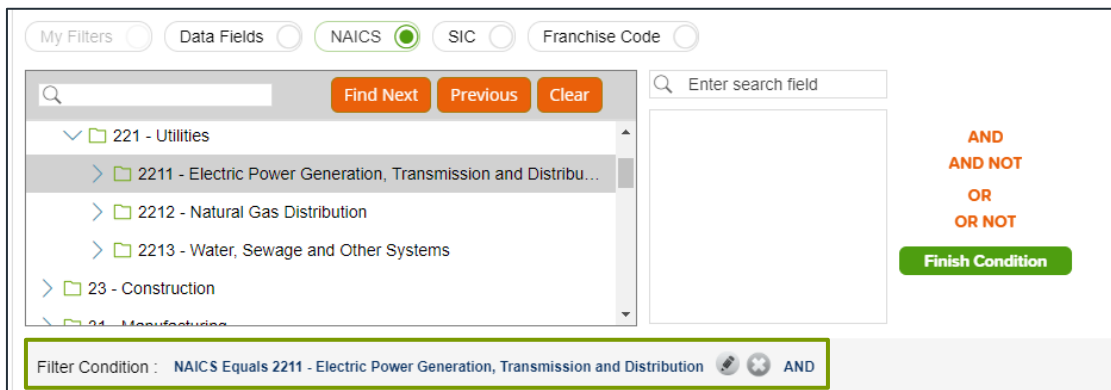 My Filters Data Fields NAICS SIC Franchise Code
Find Next Previous Clear
Enter search field
221 - Utilities
2211 - Electric Power Generation, Transmission and Distribu...
2212 - Natural Gas Distribution
2213 - Water, Sewage and Other Systems
23 - Construction
31 - Manufacturing
AND
AND NOT
OR
OR NOT
Finish Condition
Filter Condition : NAICS Equals 2211 - Electric Power Generation, Transmission and Distribution AND